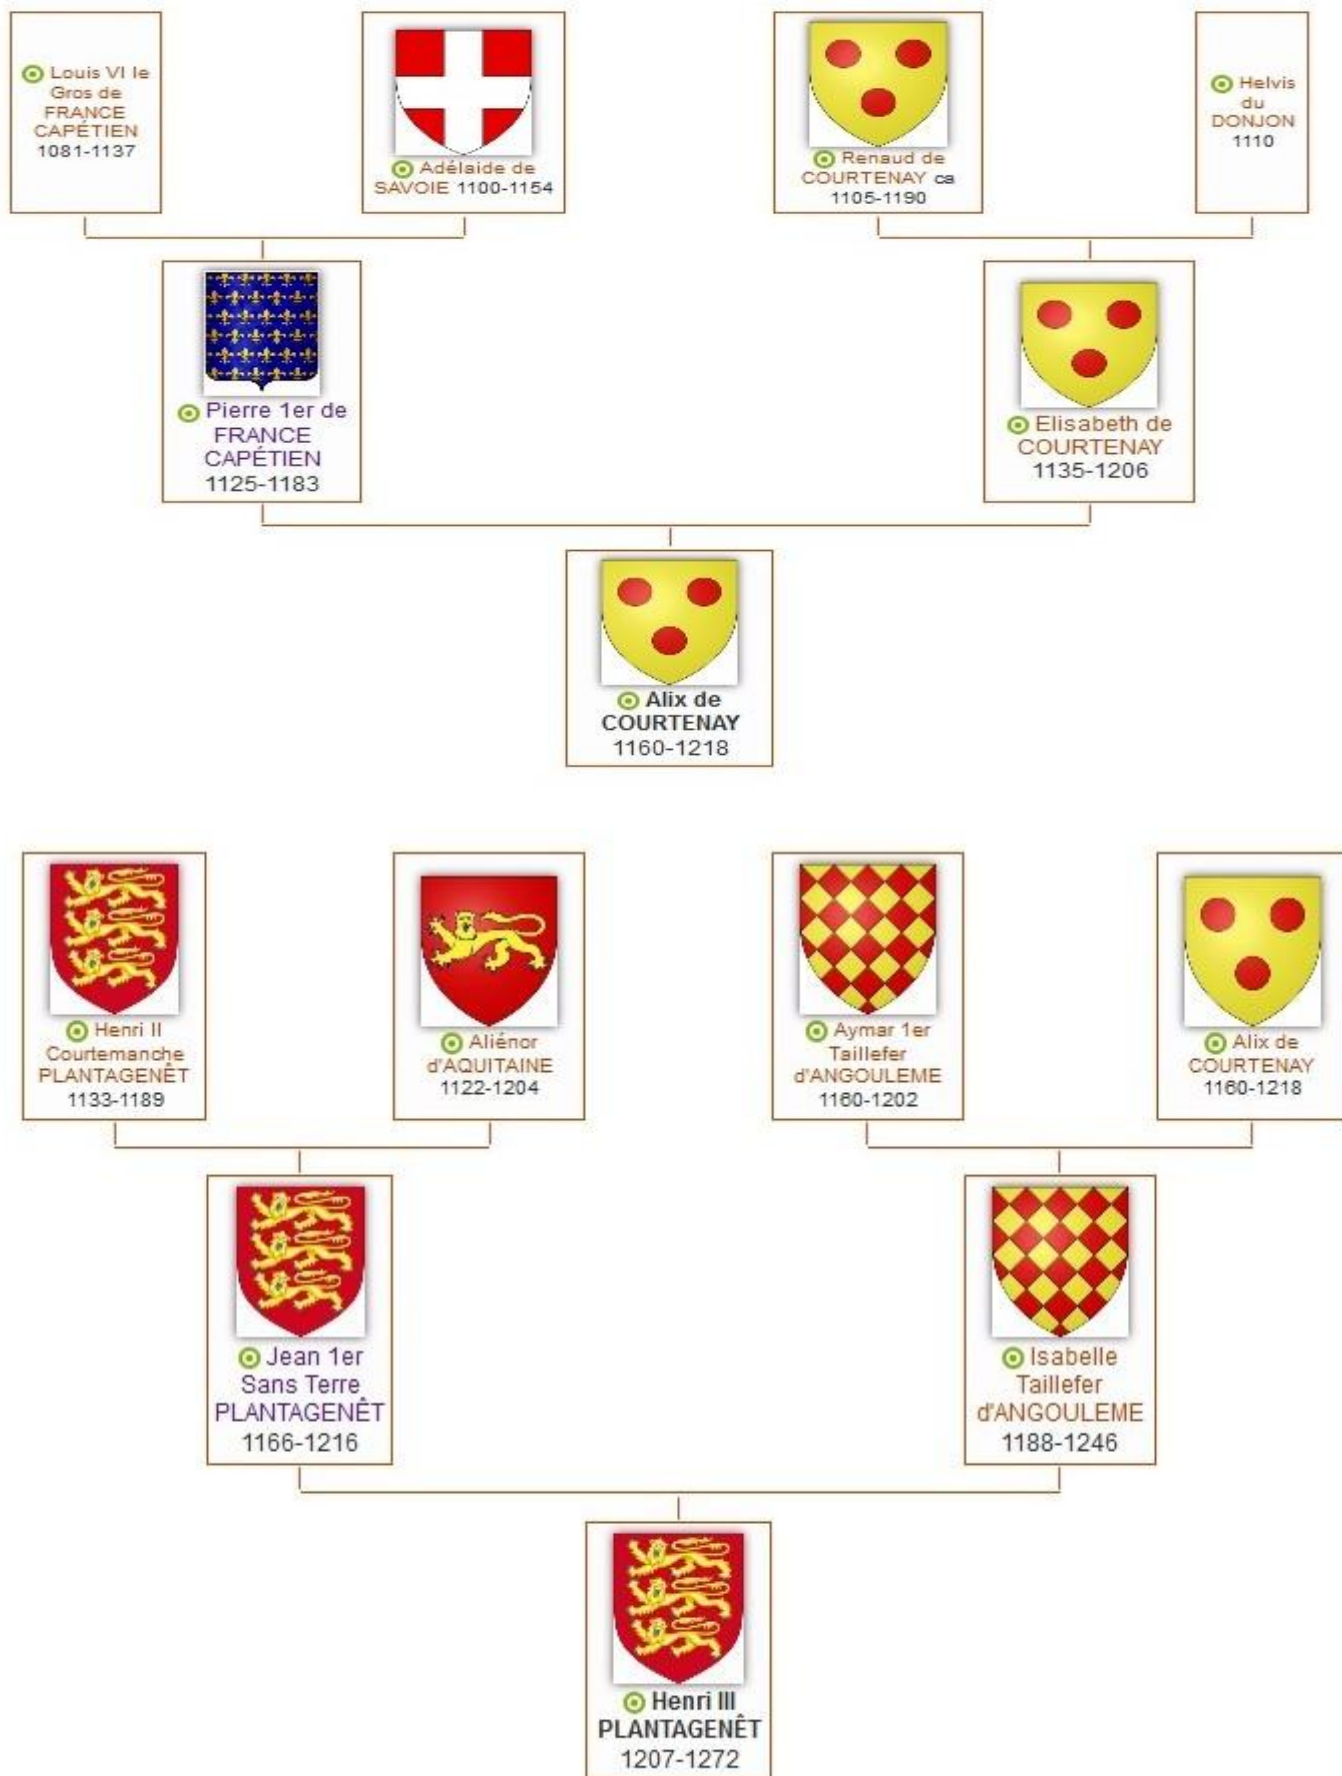 Louis VI le
Gros de
FRANCE
CAPÉTIEN
1081-1137
Adélaide de
SAVOIE 1100-1154
Renaud de
COURTENAY ca
1105-1190
Helvis
du
DONJON
1110
Pierre 1er de
FRANCE
CAPÉTIEN
1125-1183
Elisabeth de
COURTENAY
1135-1206
Alix de
COURTENAY
1160-1218
Henri II
Courtemanche
PLANTAGENÊT
1133-1189
Aliénor
d'AQUITAINE
1122-1204
Aymar 1er
Taillefer
d'ANGOULEME
1160-1202
Alix de
COURTENAY
1160-1218
Jean 1er
Sans Terre
PLANTAGENÊT
1166-1216
Isabelle
Taillefer
d'ANGOULEME
1188-1246
Henri III
PLANTAGENÊT
1207-1272